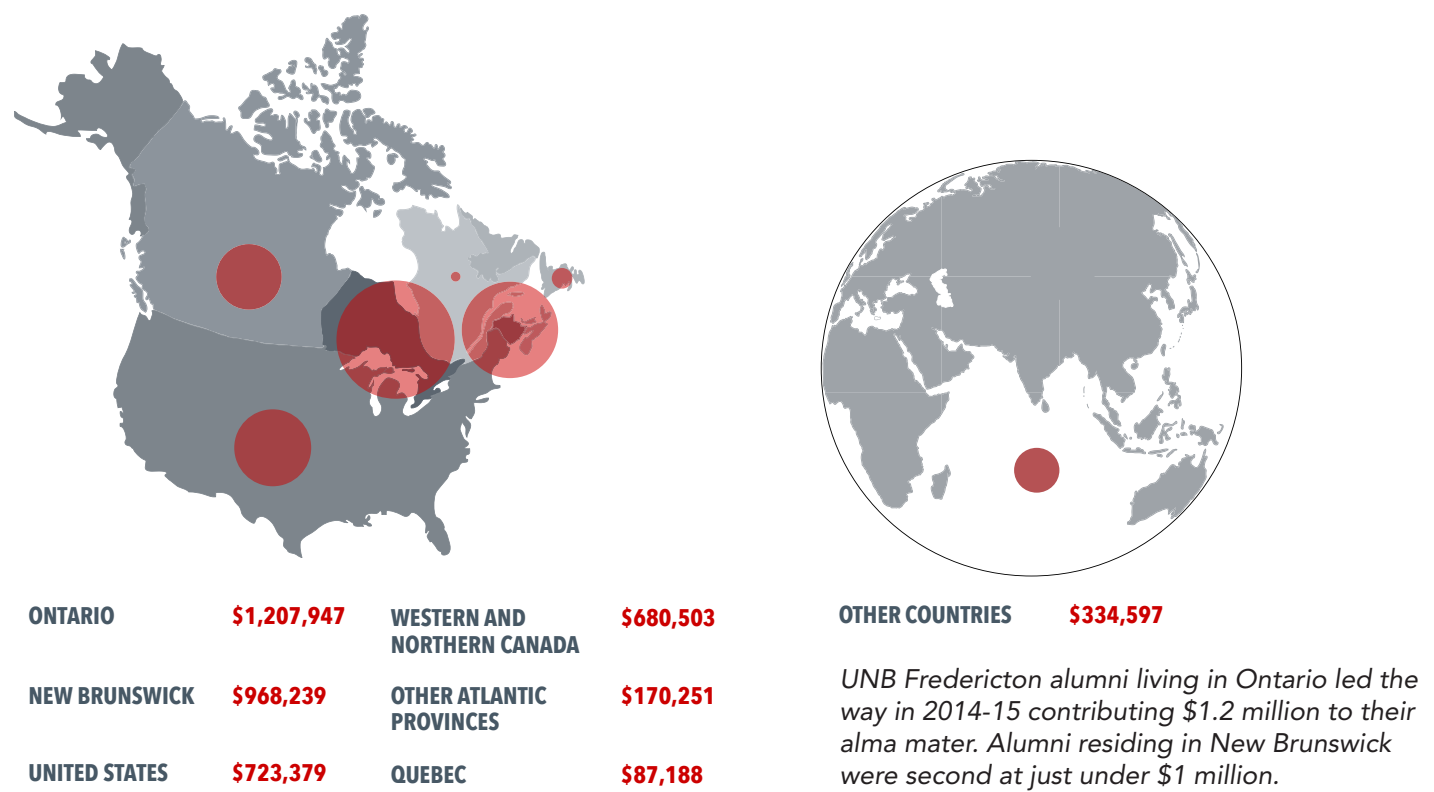 ONTARIO $1,207,947
NEW BRUNSWICK $968,239
UNITED STATES $723,379
WESTERN AND
NORTHERN CANADA $680,503
OTHER ATLANTIC
PROVINCES $170,251
QUEBEC $87,188
OTHER COUNTRIES $334,597
UNB Fredericton alumni living in Ontario led the
way in 2014-15 contributing $1.2 million to their
alma mater. Alumni residing in New Brunswick
were second at just under $1 million.